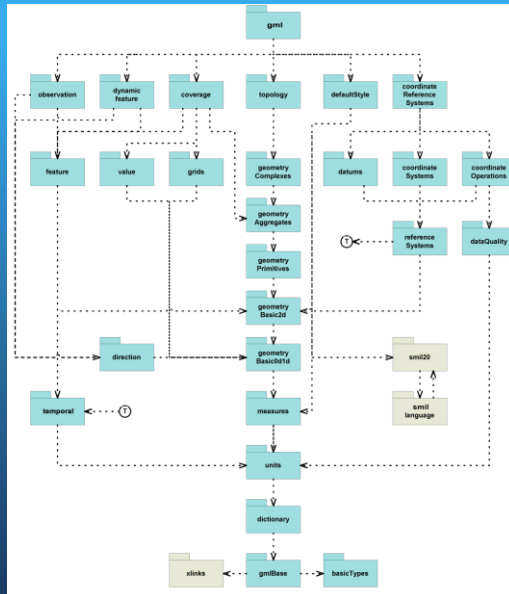 gml
observation
dynamic
feature
coverage
topology
defaultStyle
coordinate
Reference
Systems
feature
value
grids
geometry
Complexes
datums
coordinate
Systems
coordinate
Operations
geometry
Aggregates
T
reference
Systems
dataQuality
geometry
Primitives
geometry
Basic2d
direction
geometry
Basic0d1d
smil20
temporal
T
measures
smil
language
units
dictionary
xlinks
gmlBase
basicTypes